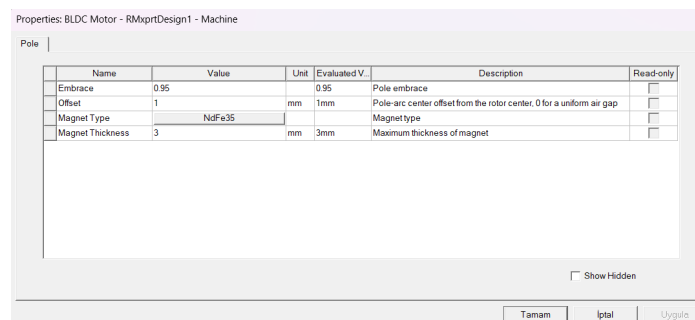 Properties: BLDC Motor - RMxprtDesign1 - Machine
Pole
Name Value Unit Evaluated V... Description Read-only
Embrace 0.95 0.95 Pole embrace
Offset 1 mm 1mm Pole-arc center offset from the rotor center, 0 for a uniform air gap
Magnet Type NdFe35 Magnet type
Magnet Thickness 3 mm 3mm Maximum thickness of magnet
Show Hidden
Tamam İptal Uygula